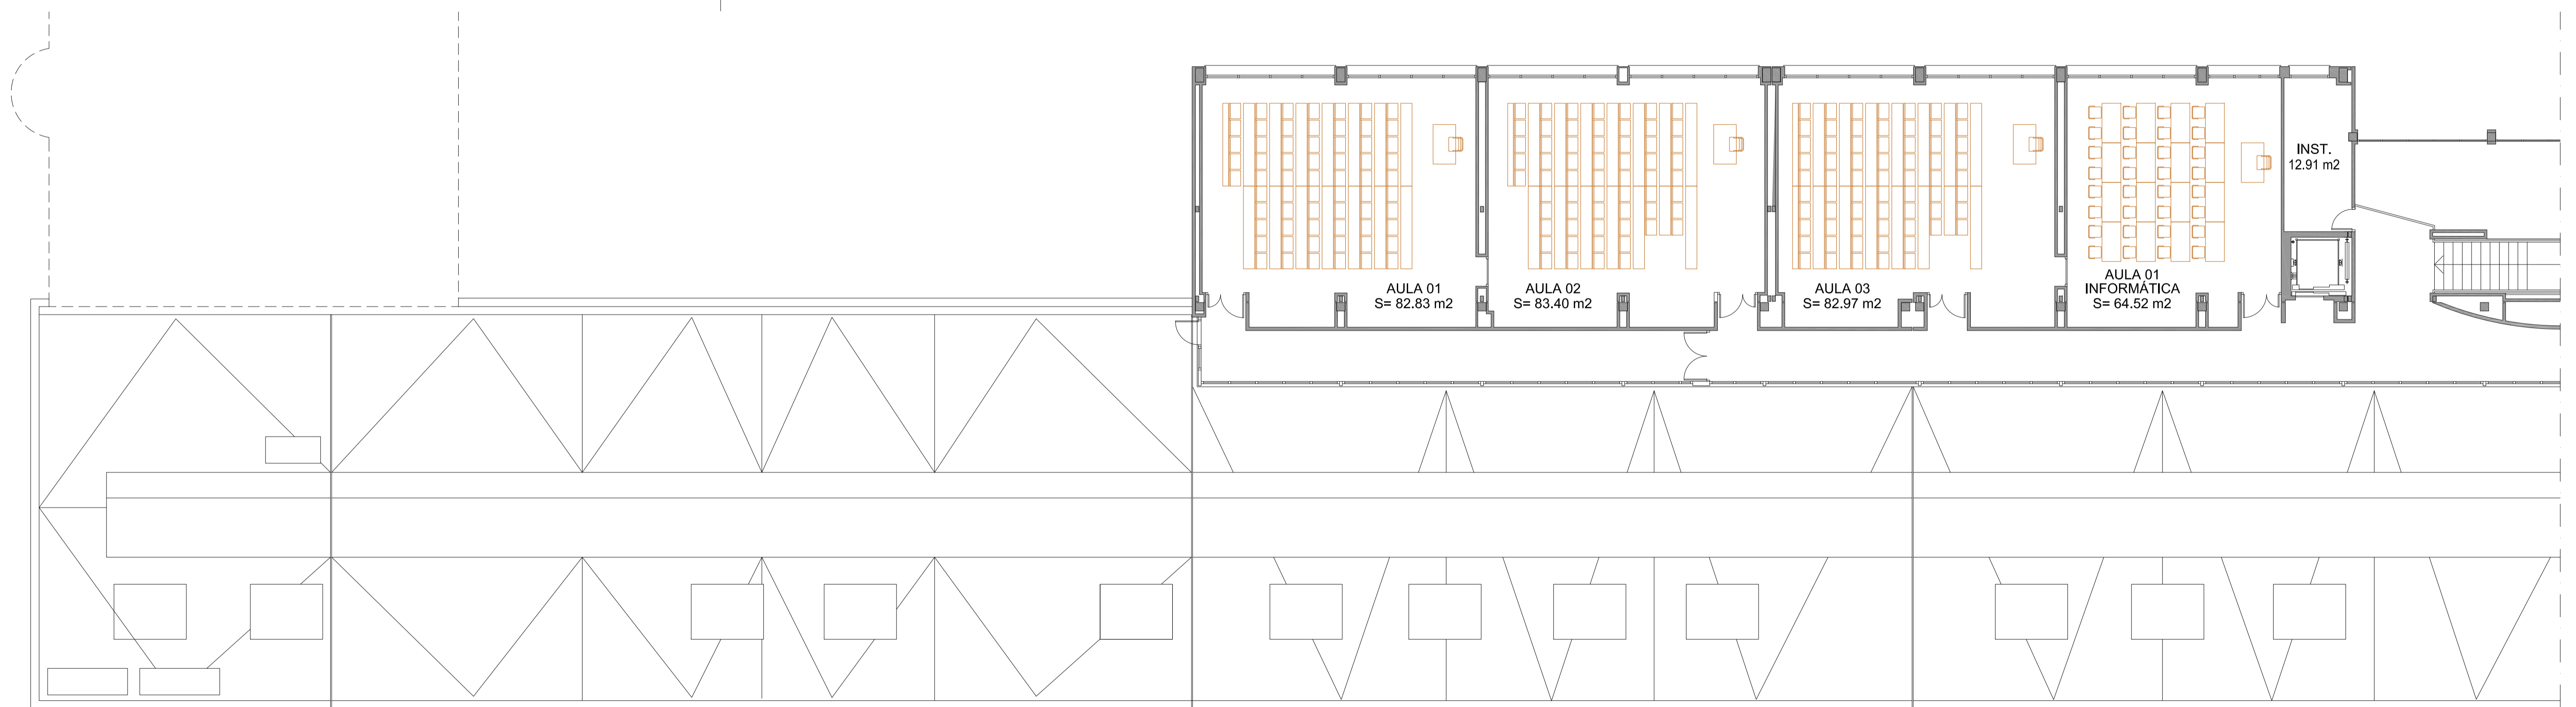 INST.
12.91 m2
AULA 01
S= 82.83 m2
AULA 02
S= 83.40 m2
AULA 03
S= 82.97 m2
AULA 01
INFORMÁTICA
S= 64.52 m2